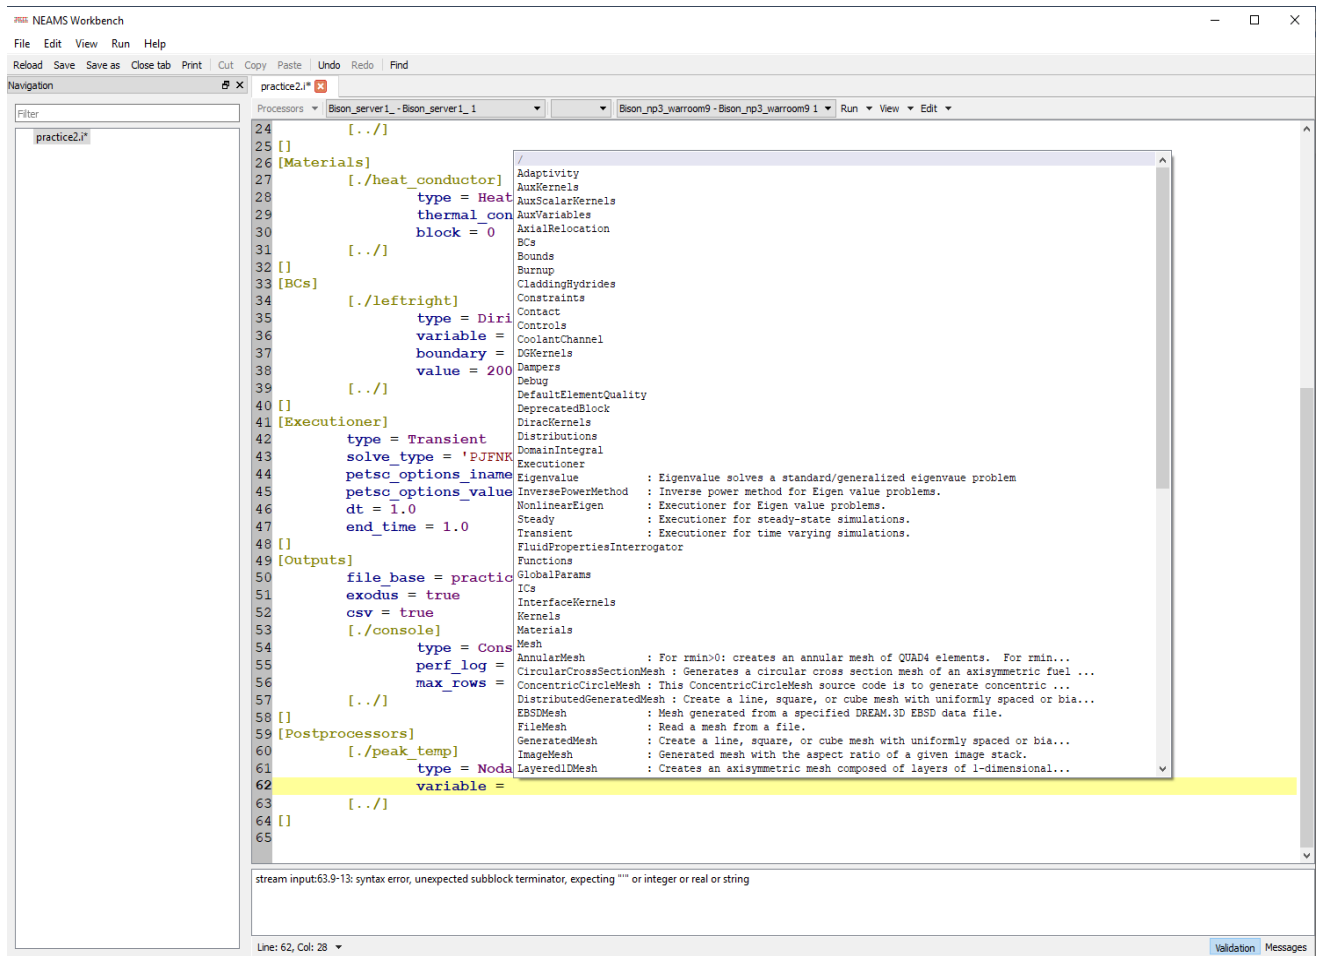 NEAMS Workbench
File Edit View Run Help
Reload Save Save as Close tab Print Cut Copy Paste Undo Redo Find
Navigation
practice2.i*
Filter
Processors Bison_server1_ - Bison_server1_ 1 Bison_np3_warroom9 - Bison_np3_warroom9 1 Run View Edit
practice2.i*
24 [../]
25 []
26 [Materials]
27 [./heat_conductor]
28 type = Heat
29 thermal_con
30 block = 0
31 [../]
32 []
33 [BCs]
34 [./leftright]
35 type = Diri
36 variable =
37 boundary =
38 value = 200
39 [../]
40 []
41 [Executioner]
42 type = Transient
43 solve_type = 'PJFNK
44 petsc_options_iname
45 petsc_options_value
46 dt = 1.0
47 end_time = 1.0
48 []
49 [Outputs]
50 file_base = practic
51 exodus = true
52 csv = true
53 [./console]
54 type = Cons
55 perf_log =
56 max_rows =
57 [../]
58 []
59 [Postprocessors]
60 [./peak_temp]
61 type = Noda
62 variable =
63 [../]
64 []
65
/
Adaptivity
AuxKernels
AuxScalarKernels
AuxVariables
AxialRelocation
BCs
Bounds
Burnup
CladdingHydrides
Constraints
Contact
Controls
CoolantChannel
DGKernels
Dampers
Debug
DefaultElementQuality
DeprecatedBlock
DiracKernels
Distributions
DomainIntegral
Executioner
Eigenvalue : Eigenvalue solves a standard/generalized eigenvaue problem
InversePowerMethod : Inverse power method for Eigen value problems.
NonlinearEigen : Executioner for Eigen value problems.
Steady : Executioner for steady-state simulations.
Transient : Executioner for time varying simulations.
FluidPropertiesInterrogator
Functions
GlobalParams
ICs
InterfaceKernels
Kernels
Materials
Mesh
AnnularMesh : For rmin>0: creates an annular mesh of QUAD4 elements. For rmin...
CircularCrossSectionMesh : Generates a circular cross section mesh of an axisymmetric fuel ...
ConcentricCircleMesh : This ConcentricCircleMesh source code is to generate concentric ...
DistributedGeneratedMesh : Create a line, square, or cube mesh with uniformly spaced or bia...
EBSDMesh : Mesh generated from a specified DREAM.3D EBSD data file.
FileMesh : Read a mesh from a file.
GeneratedMesh : Create a line, square, or cube mesh with uniformly spaced or bia...
ImageMesh : Generated mesh with the aspect ratio of a given image stack.
Layered1DMesh : Creates an axisymmetric mesh composed of layers of 1-dimensional...
stream input:63.9-13: syntax error, unexpected subblock terminator, expecting "'" or integer or real or string
Line: 62, Col: 28
Validation Messages